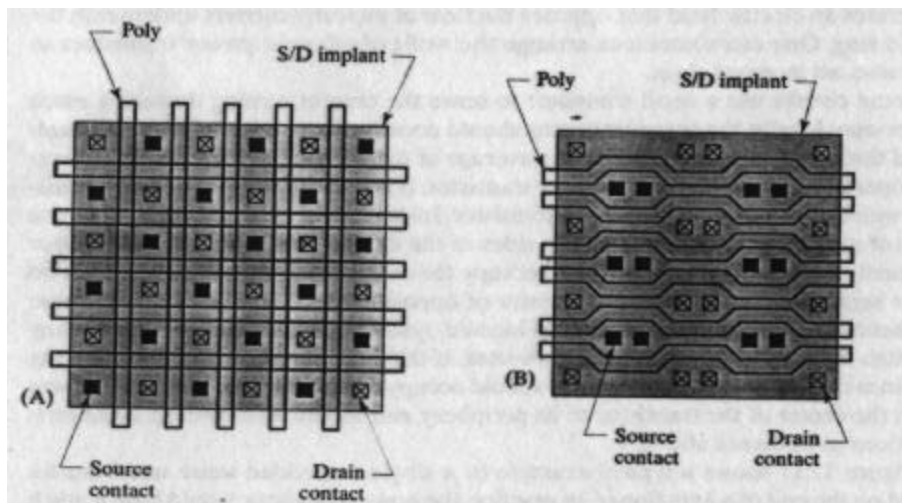 Poly
S/D implant
(A)
Source
contact
Drain
contact
Poly
S/D implant
(B)
Source
contact
Drain
contact